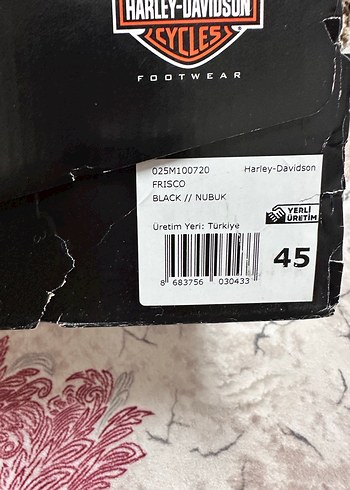 HARLEY-DAVIDSON
CYCLES
FOOTWEAR
025M100720 Harley-Davidson
FRISCO
BLACK // NUBUK
YERLİ
ÜRETİM
Üretim Yeri: Türkiye
45
8 683756 030433